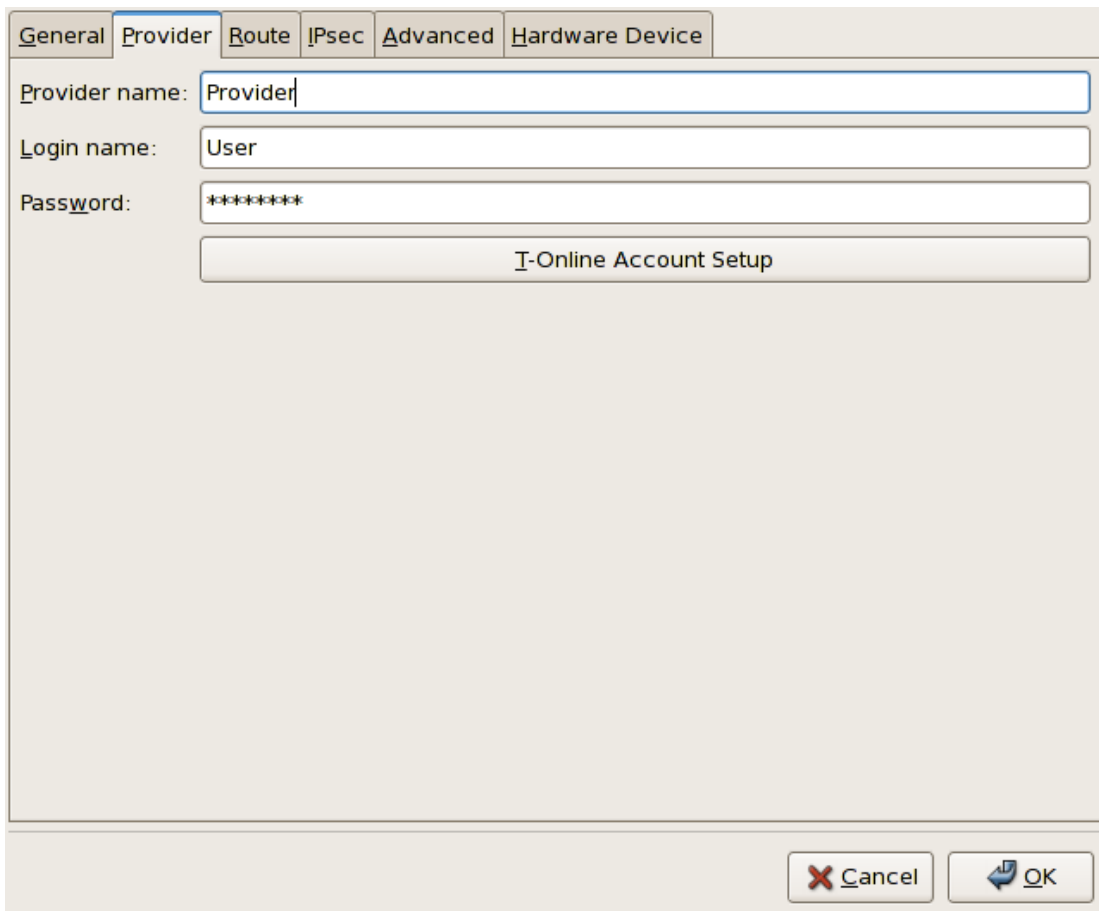 General Provider Route IPsec Advanced Hardware Device
Provider name: Provider
Login name: User
Password: ********
T-Online Account Setup
Cancel OK